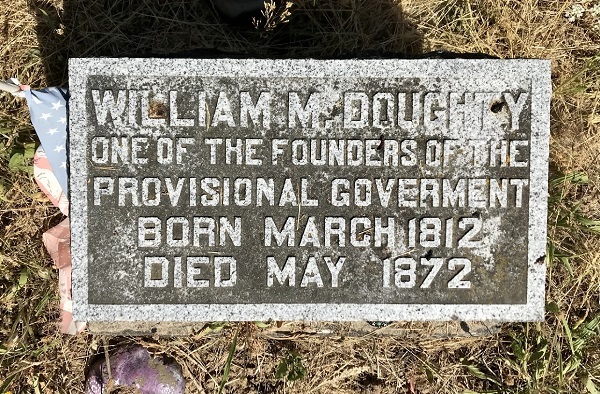 WILLIAM M. DOUGHTY
ONE OF THE FOUNDERS OF THE
PROVISIONAL GOVERMENT
BORN MARCH 1812
DIED MAY 1872